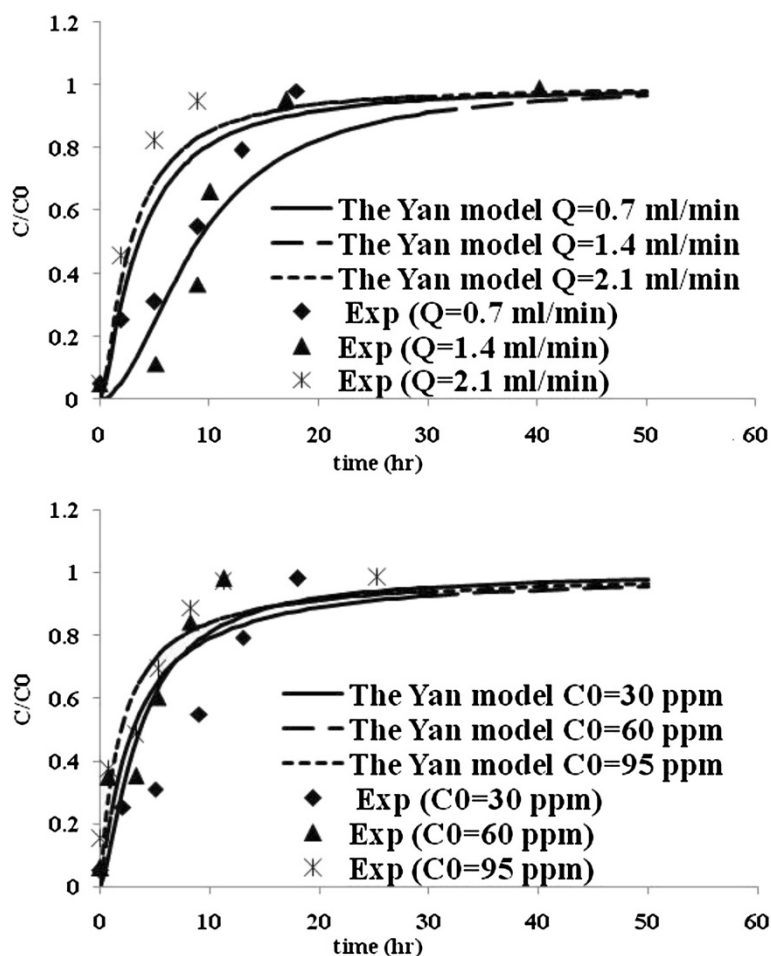 1.2
1
0.8
0.6
0.4
0.2
0
C/C0
The Yan model Q=0.7 ml/min
The Yan model Q=1.4 ml/min
The Yan model Q=2.1 ml/min
Exp (Q=0.7 ml/min)
Exp (Q=1.4 ml/min)
Exp (Q=2.1 ml/min)
0 10 20 30 40 50 60
time (hr)
1.2
1
0.8
0.6
0.4
0.2
0
C/C0
The Yan model C0=30 ppm
The Yan model C0=60 ppm
The Yan model C0=95 ppm
Exp (C0=30 ppm)
Exp (C0=60 ppm)
Exp (C0=95 ppm)
0 10 20 30 40 50 60
time (hr)